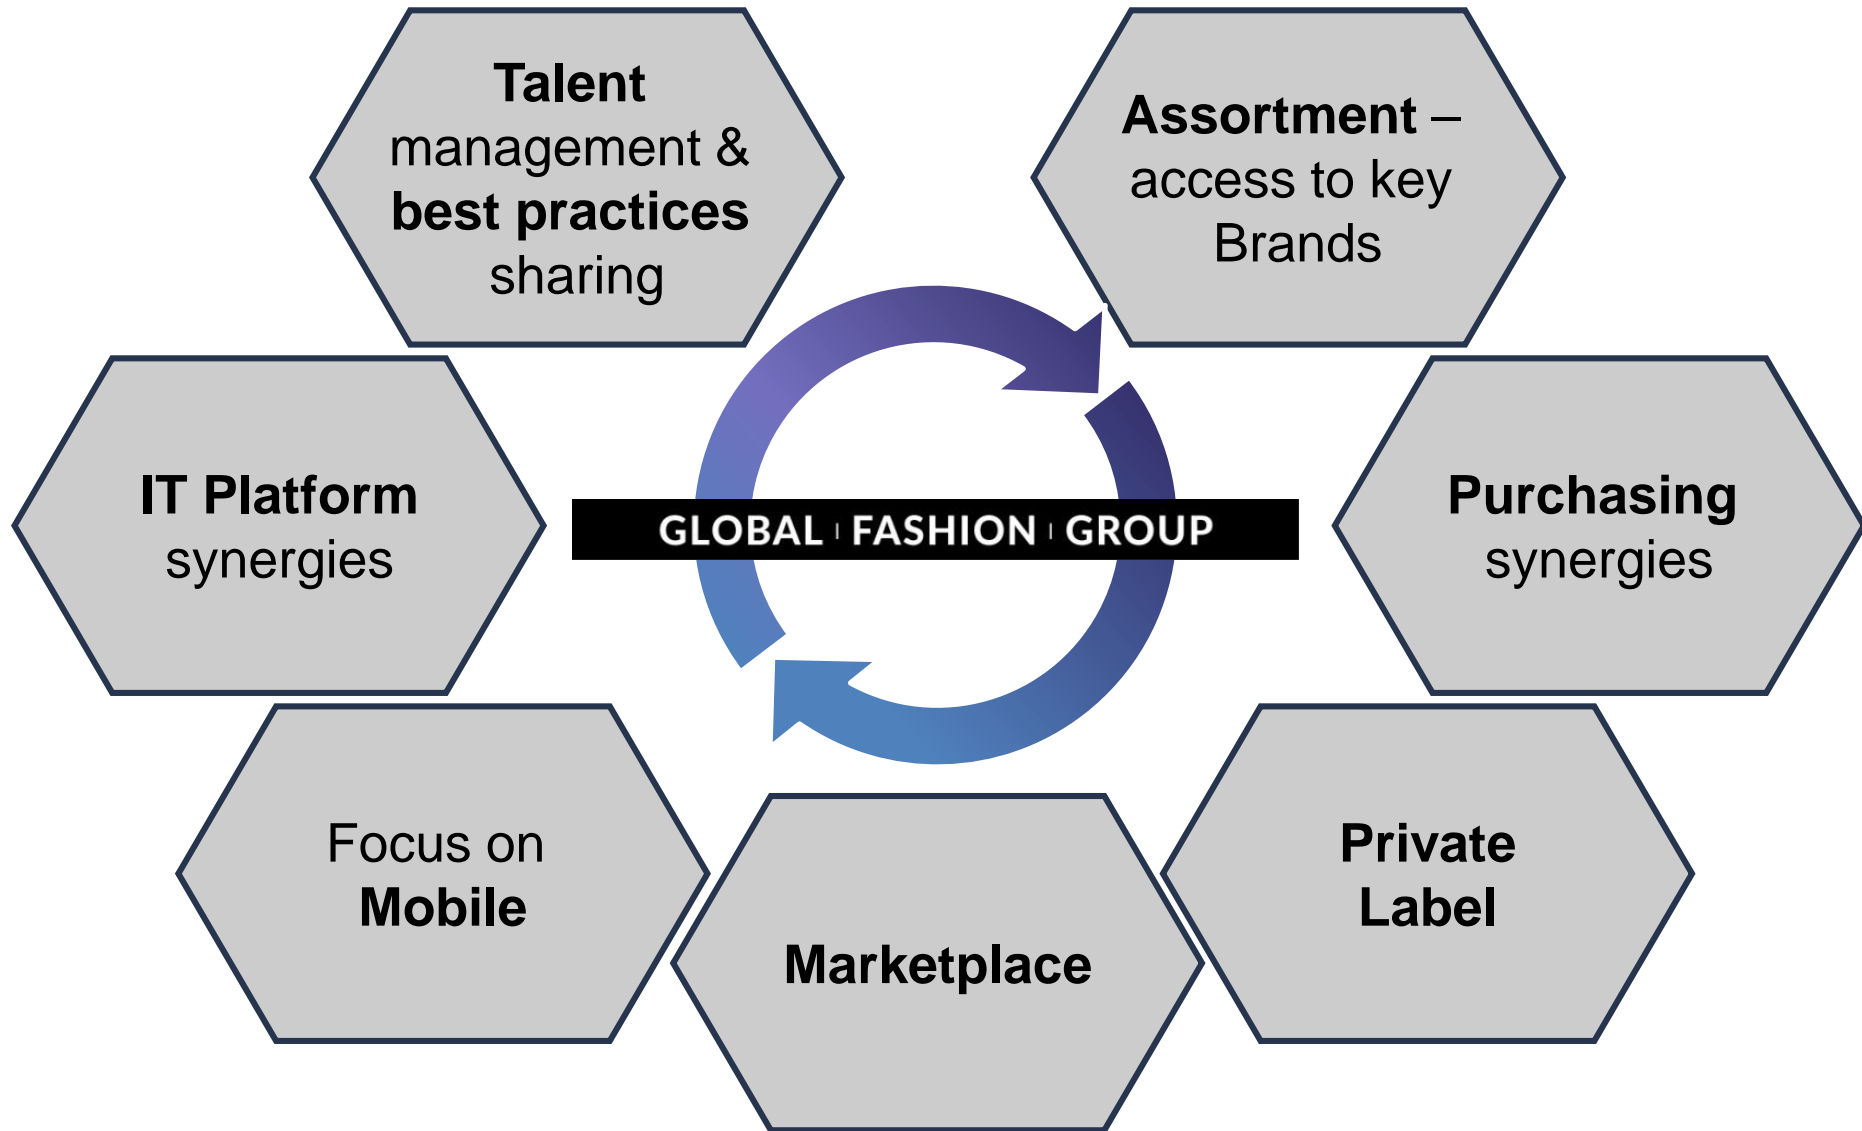 Talent
management &
best practices
sharing
Assortment –
access to key
Brands
IT Platform
synergies
GLOBAL | FASHION | GROUP
Purchasing
synergies
Focus on
Mobile
Marketplace
Private
Label